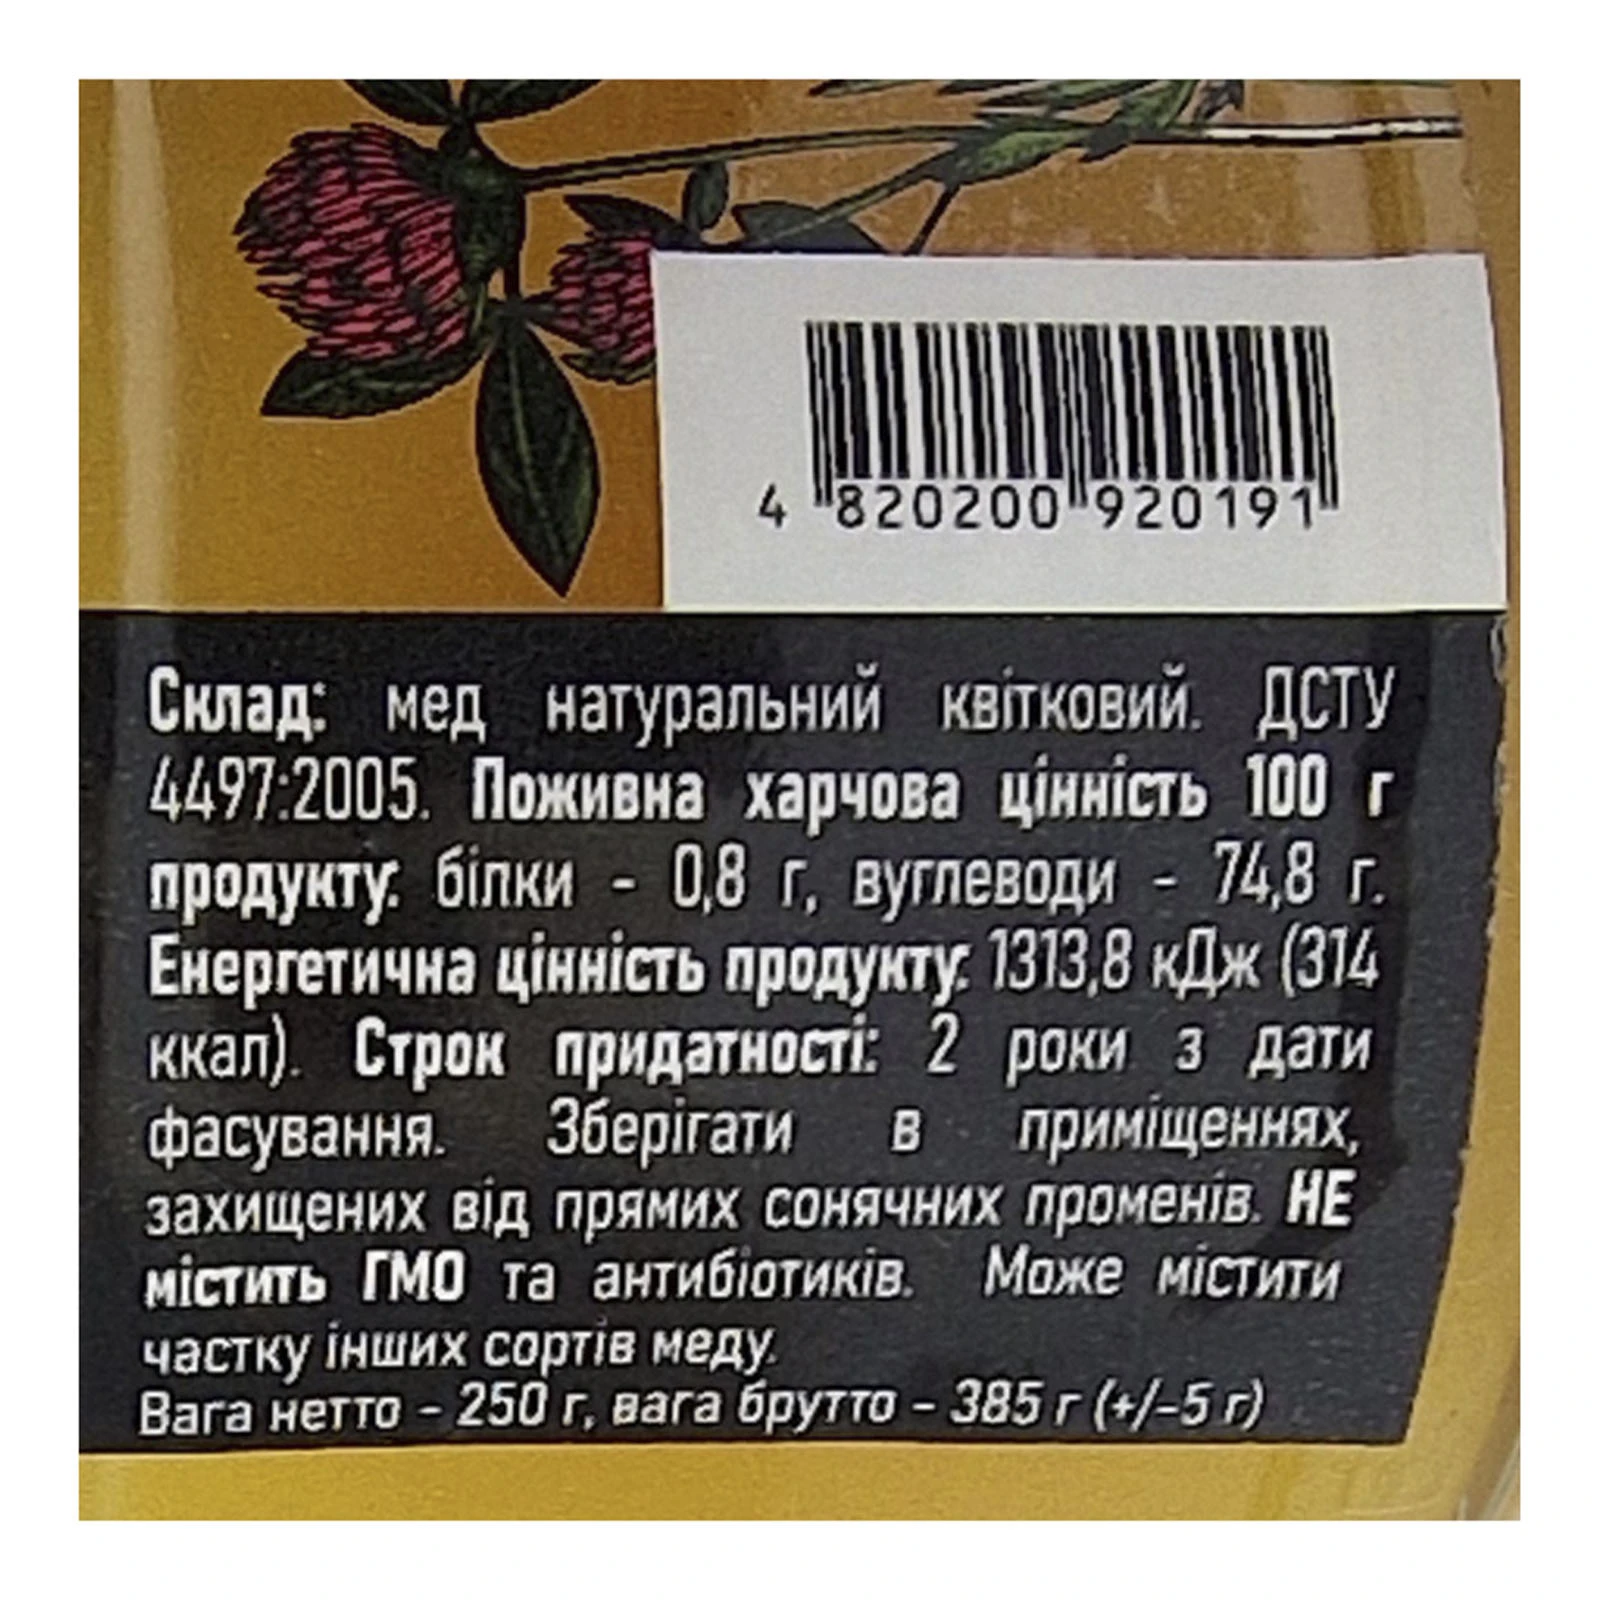 4 820200 920191
Склад: мед натуральний квітковий. ДСТУ
4497:2005. Поживна харчова цінність 100 г
продукту: білки - 0,8 г, вуглеводи - 74,8 г.
Енергетична цінність продукту: 1313,8 кДж (314
ккал). Строк придатності: 2 роки з дати
фасування. Зберігати в приміщеннях,
захищених від прямих сонячних променів. НЕ
містить ГМО та антибіотиків. Може містити
частку інших сортів меду.
Вага нетто – 250 г, вага брутто – 385 г (+/–5 г)